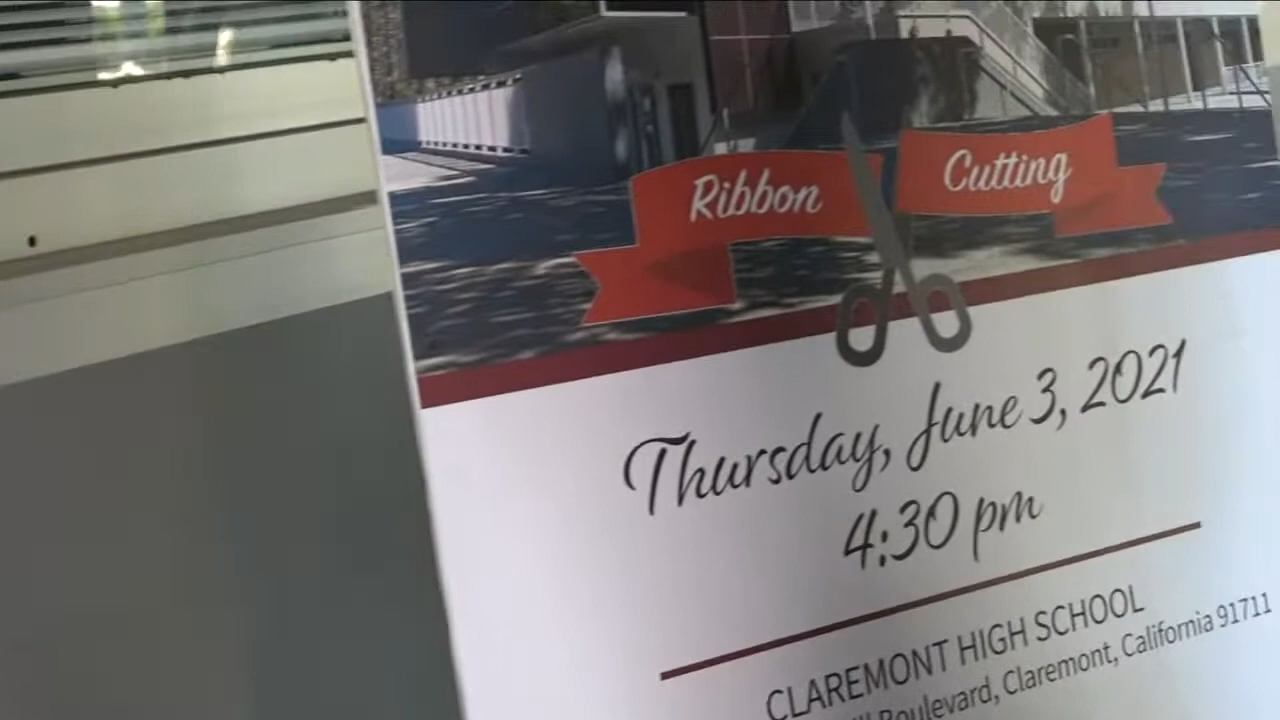 Ribbon Cutting
Thursday, June 3, 2021
4:30 pm
CLAREMONT HIGH SCHOOL
Boulevard, Claremont, California 91711